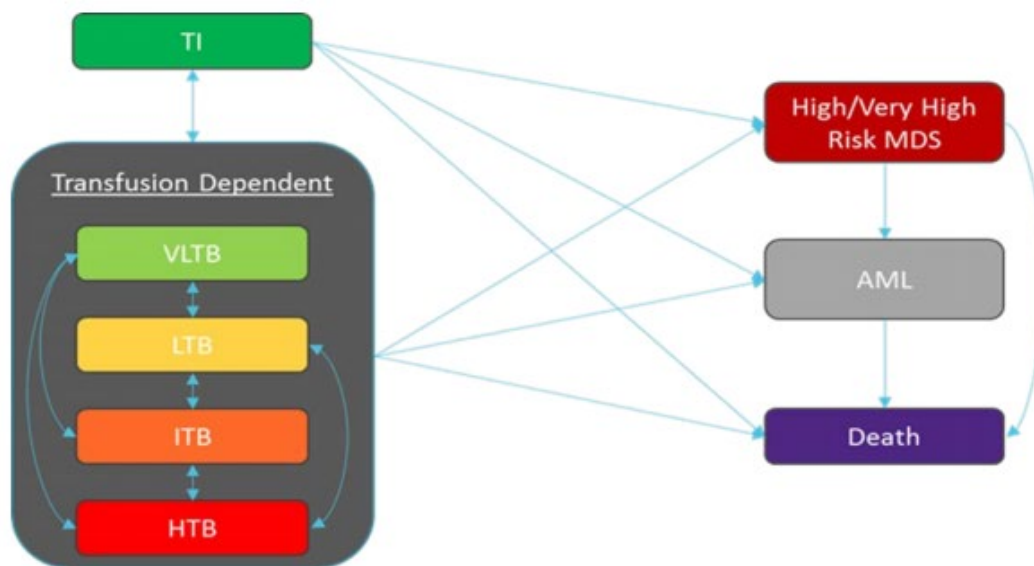 TI
High/Very High
Risk MDS
Transfusion Dependent
VLTB
AML
LTB
ITB
Death
HTB